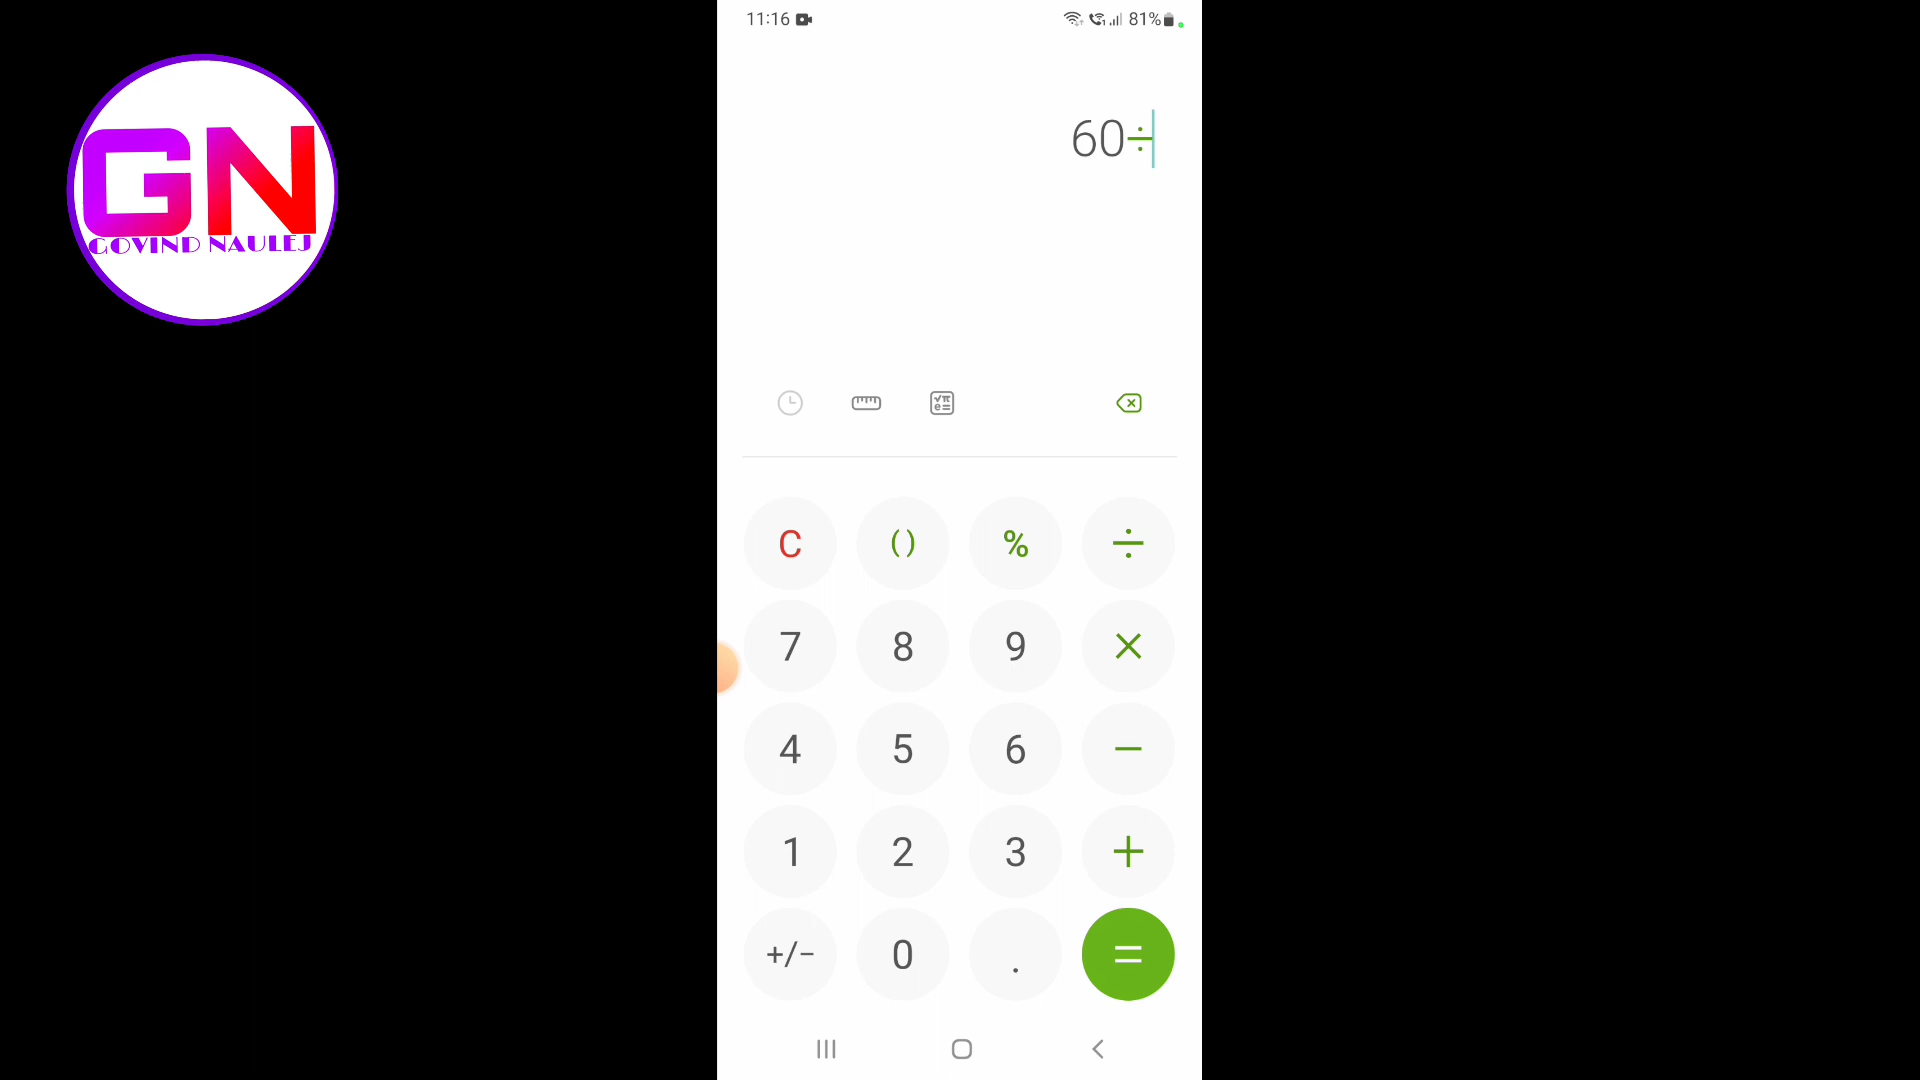 11:16
81%
GN
GOVIND NAULEJ
60÷
C ( ) % ÷
7 8 9 ×
4 5 6 −
1 2 3 +
+/− 0 . =